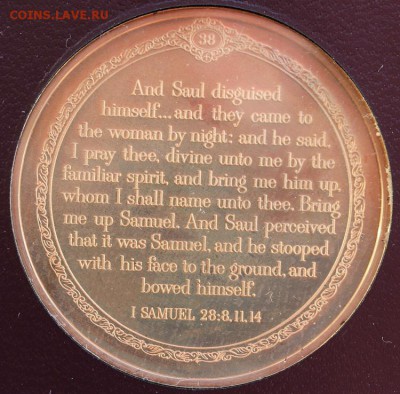 COINS.LAVE.RU
38
And Saul disguised
himself...and they came to
the woman by night: and he said,
I pray thee, divine unto me by the
familiar spirit, and bring me him up,
whom I shall name unto thee. Bring
me up Samuel. And Saul perceived
that it was Samuel, and he stooped
with his face to the ground, and
bowed himself.
I SAMUEL 28:8,11,14